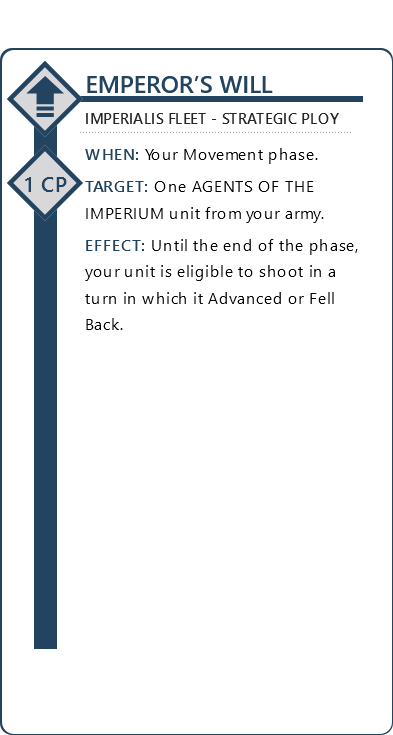 EMPEROR’S WILL
IMPERIALIS FLEET - STRATEGIC PLOY
1 CP
WHEN: Your Movement phase.
TARGET: One AGENTS OF THE
IMPERIUM unit from your army.
EFFECT: Until the end of the phase,
your unit is eligible to shoot in a
turn in which it Advanced or Fell
Back.